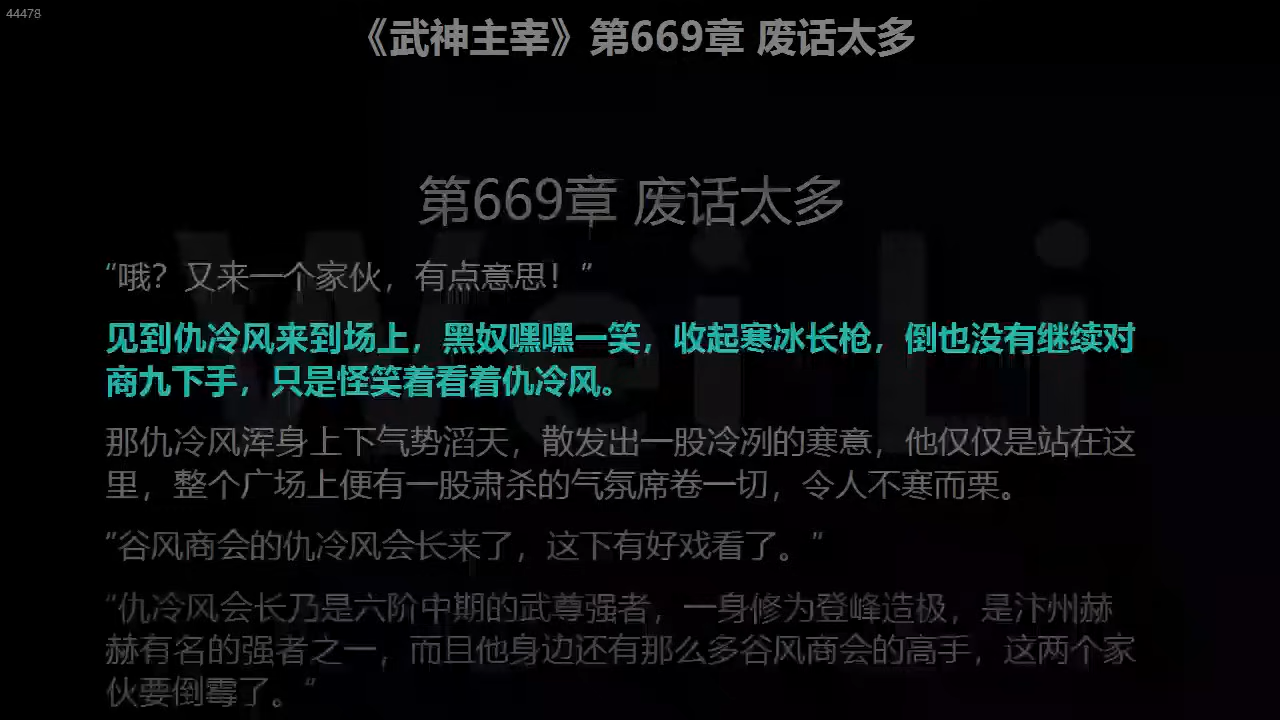 44478
《武神主宰》第669章 废话太多
第669章 废话太多
“哦？又来一个家伙，有点意思！”
见到仇冷风来到场上，黑奴嘿嘿一笑，收起寒冰长枪，倒也没有继续对
商九下手，只是怪笑着看着仇冷风。
那仇冷风浑身上下气势滔天，散发出一股冷冽的寒意，他仅仅是站在这
里，整个广场上便有一股肃杀的气氛席卷一切，令人不寒而栗。
“谷风商会的仇冷风会长来了，这下有好戏看了。”
“仇冷风会长乃是六阶中期的武尊强者，一身修为登峰造极，是汴州赫
赫有名的强者之一，而且他身边还有那么多谷风商会的高手，这两个家
伙要倒霉了。“
Wei Li